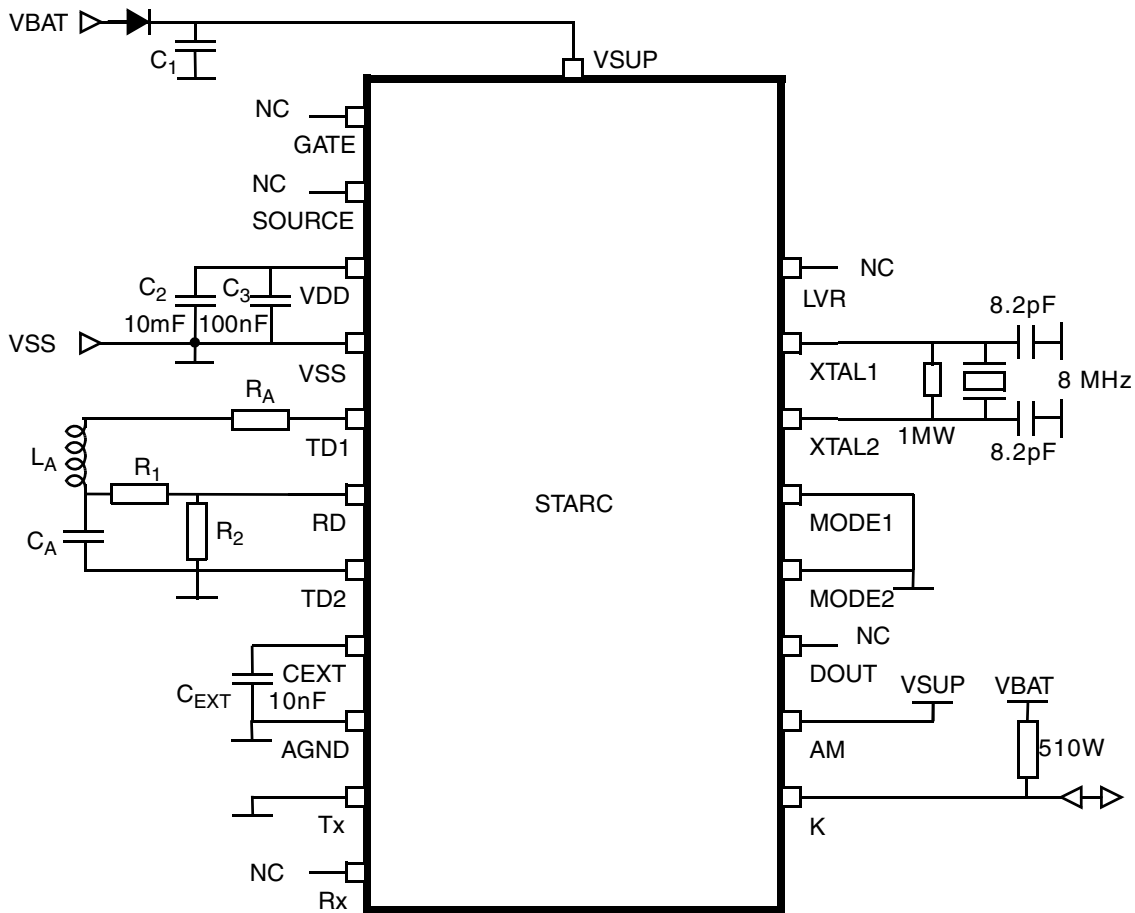 VBAT
C1
VSUP
NC
GATE
NC
SOURCE
C2
C3
VDD
10mF
100nF
VSS
VSS
RA
TD1
LA
R1
RD
R2
CA
TD2
CEXT
CEXT
10nF
AGND
Tx
NC
Rx
STARC
NC
LVR
8.2pF
XTAL1
8 MHz
1MW
XTAL2
8.2pF
MODE1
MODE2
NC
DOUT
VSUP
VBAT
AM
510W
K